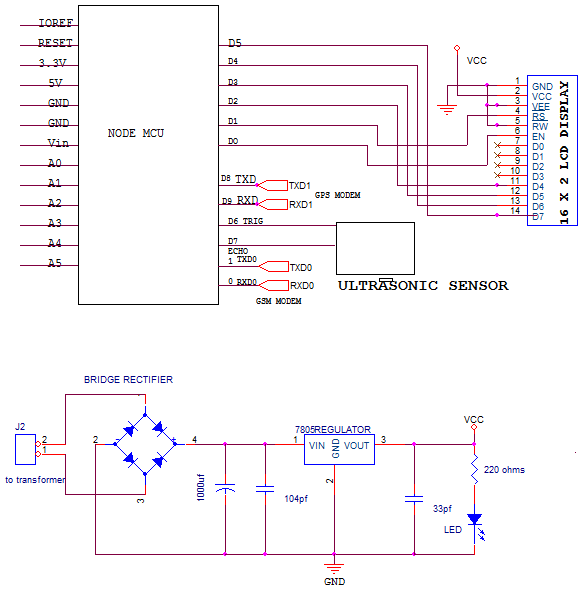 IOREF
RESET
3.3V
5V
GND
GND
Vin
A0
A1
A2
A3
A4
A5
NODE MCU
D5
D4
D3
D2
D1
D0
D8 TXD
D9 RXD
D6 TRIG
D7
ECHO
1 TXD0
0 RXD0
TXD1
GPS MODEM
RXD1
TXD0
RXD0
GSM MODEM
ULTRASONIC SENSOR
VCC
1 GND
2 VCC
3 VEE
4 RS
5 RW
6 EN
7 D0
8 D1
9 D2
10 D3
11 D4
12 D5
13 D6
14 D7
16 X 2 LCD DISPLAY
BRIDGE RECTIFIER
J2
2
1
to transformer
2
- +
4
3
1000uf
104pf
7805REGULATOR
1 VIN GND VOUT 3
2
33pf
VCC
220 ohms
LED
GND